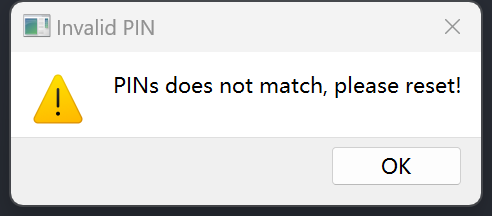 Invalid PIN
PINs does not match, please reset!
OK